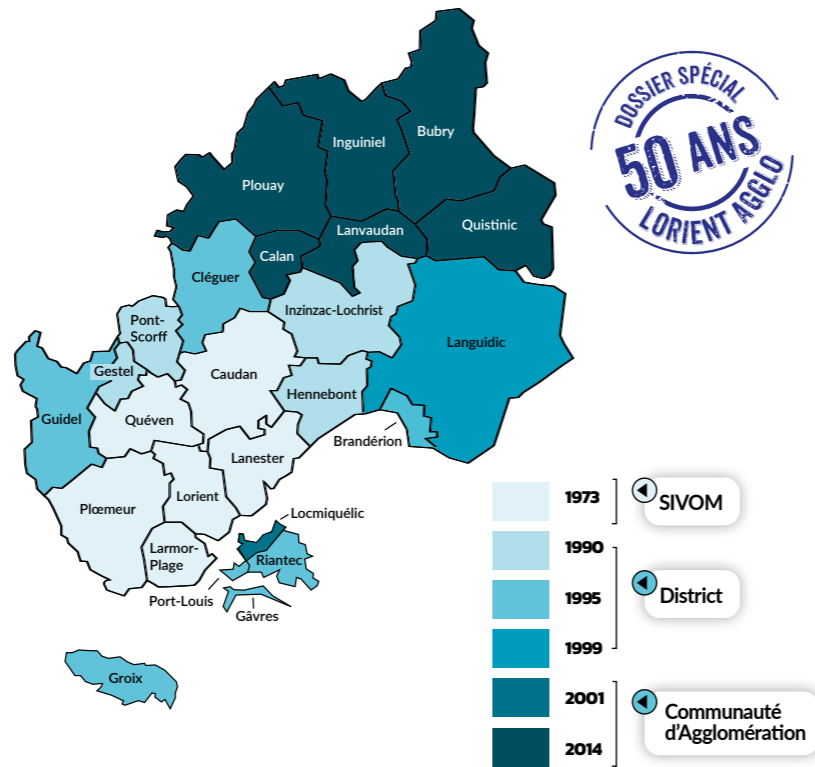 DOSSIER SPÉCIAL
50 ANS
LORIENT AGGLO
Bubry
Inguiniel
Plouay
Quistinic
Lanvaudan
Calan
Cléguer
Inzinzac-Lochrist
Pont-
Scorff
Languidic
Gestel
Caudan
Hennebont
Guidel
Quéven
Brandérion
Lanester
Plœmeur
Lorient
Locmiquélic
Larmor-
Plage
Riantec
Port-Louis
Gâvres
Groix
1973
SIVOM
1990
1995
District
1999
2001
Communauté
d'Agglomération
2014